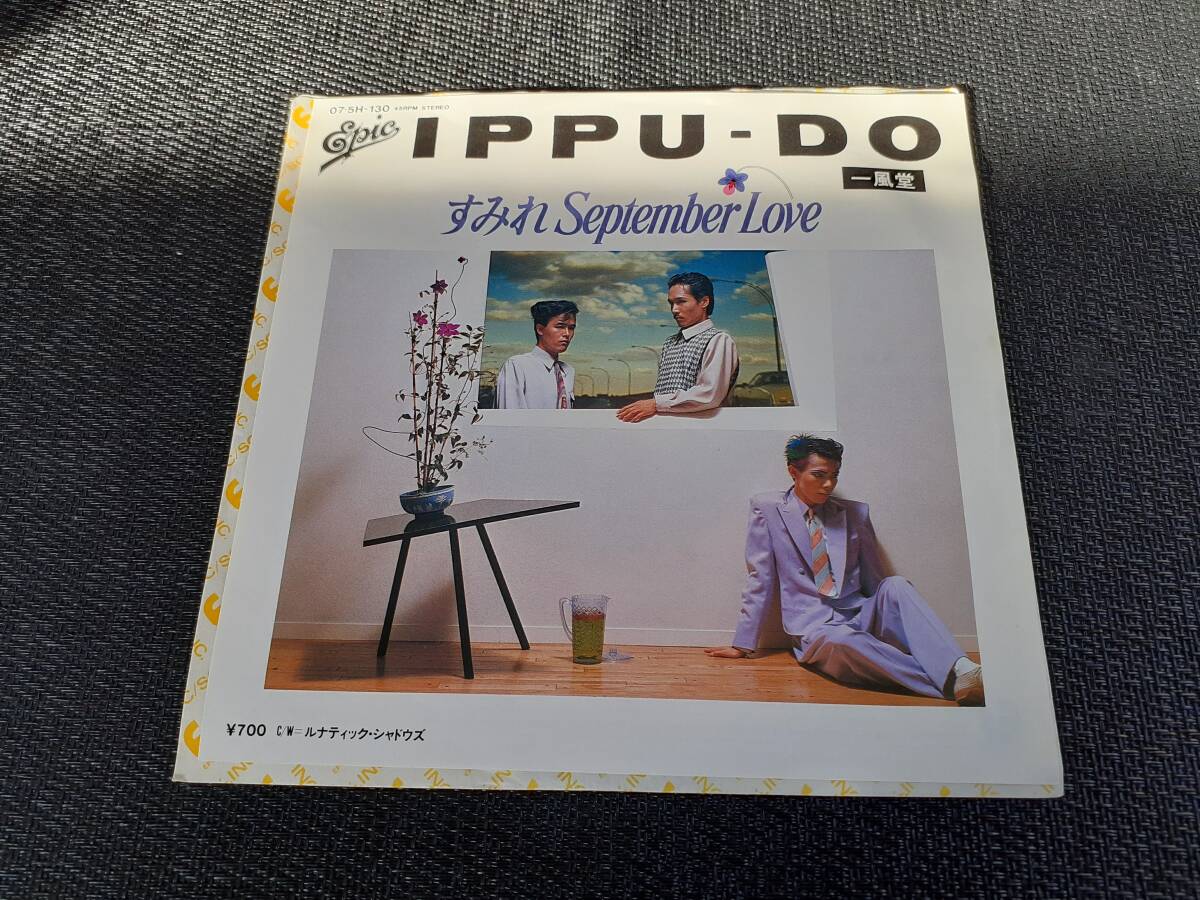 07・5H-130 45RPM STEREO
Epic
IPPU-DO
一風堂
すみれ September Love
¥700 C/W=ルナティック・シャドウズ